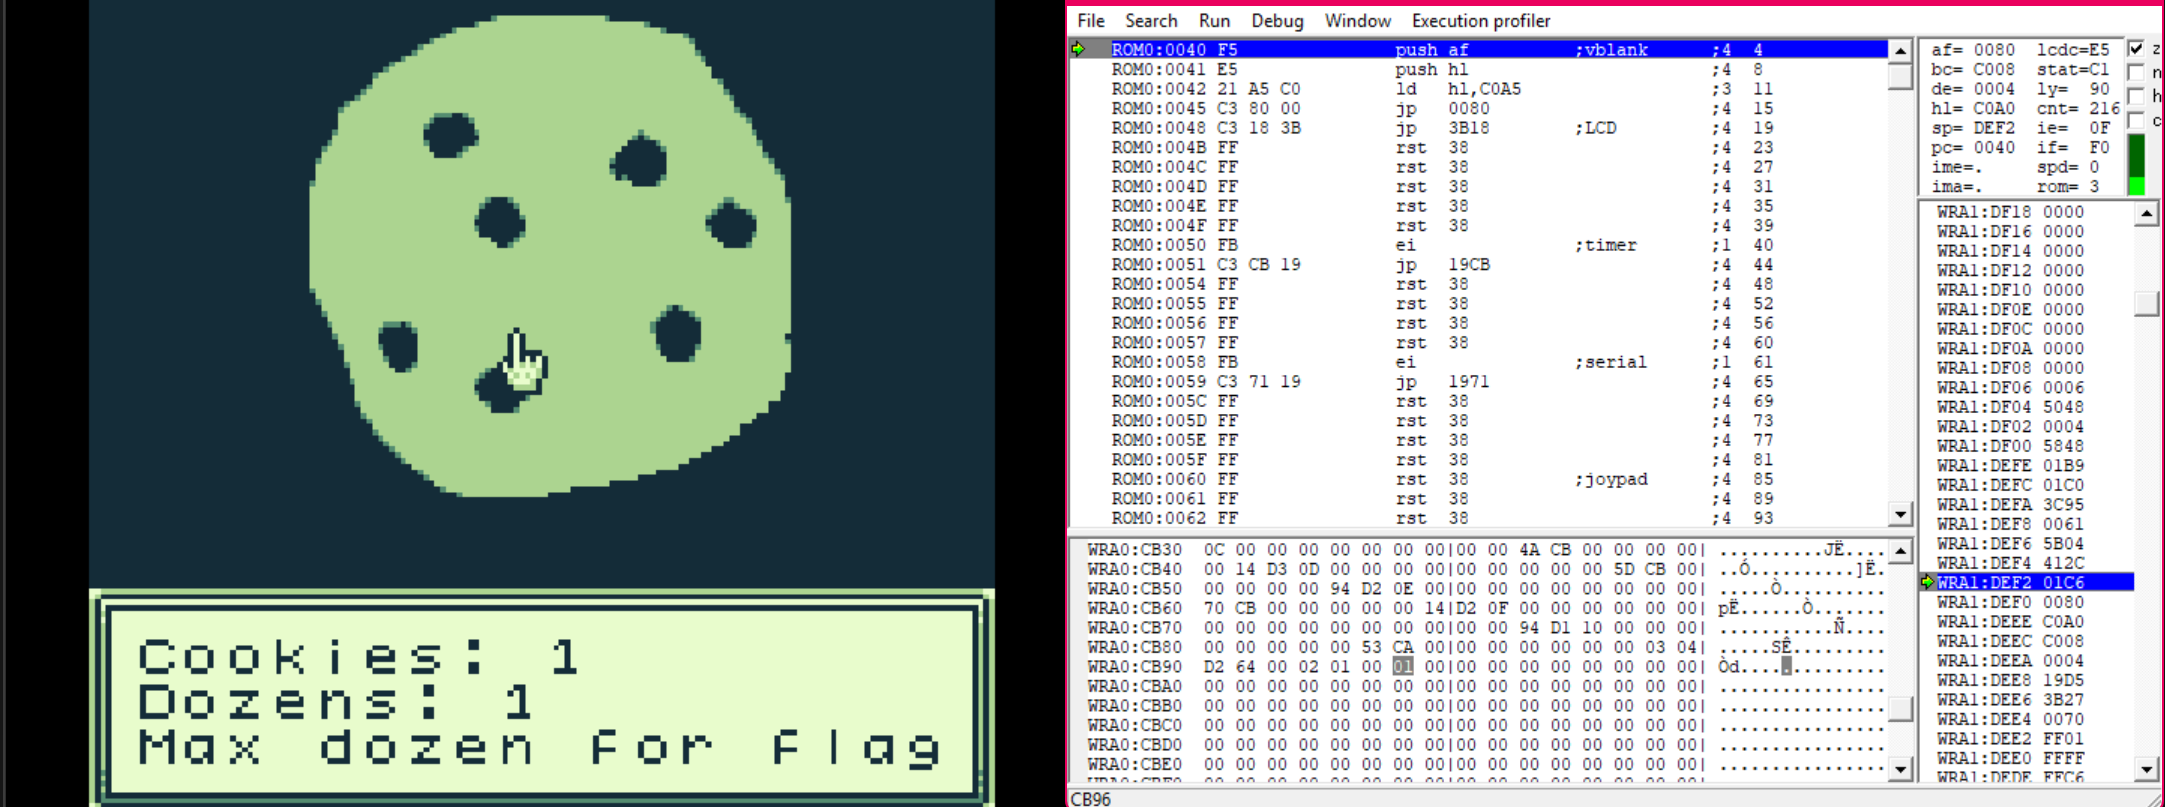 Cookies: 1
Dozens: 1
Max dozen for flag
File Search Run Debug Window Execution profiler
ROM0:0040 F5 push af ;vblank ;4 4
ROM0:0041 E5 push hl ;4 8
ROM0:0042 21 A5 C0 ld hl,C0A5 ;3 11
ROM0:0045 C3 80 00 jp 0080 ;4 15
ROM0:0048 C3 18 3B jp 3B18 ;LCD ;4 19
ROM0:004B FF rst 38 ;4 23
ROM0:004C FF rst 38 ;4 27
ROM0:004D FF rst 38 ;4 31
ROM0:004E FF rst 38 ;4 35
ROM0:004F FF rst 38 ;4 39
ROM0:0050 FB ei ;timer ;1 40
ROM0:0051 C3 CB 19 jp 19CB ;4 44
ROM0:0054 FF rst 38 ;4 48
ROM0:0055 FF rst 38 ;4 52
ROM0:0056 FF rst 38 ;4 56
ROM0:0057 FF rst 38 ;4 60
ROM0:0058 FB ei ;serial ;1 61
ROM0:0059 C3 71 19 jp 1971 ;4 65
ROM0:005C FF rst 38 ;4 69
ROM0:005D FF rst 38 ;4 73
ROM0:005E FF rst 38 ;4 77
ROM0:005F FF rst 38 ;4 81
ROM0:0060 FF rst 38 ;joypad ;4 85
ROM0:0061 FF rst 38 ;4 89
ROM0:0062 FF rst 38 ;4 93
af= 0080 lcdc=E5 z
bc= C008 stat=C1 n
de= 0004 ly= 90
hl= C0A0 cnt= 216 h
sp= DEF2 ie= 0F c
pc= 0040 if= F0
ime=. spd= 0
ima=. rom= 3
WRA1:DF18 0000
WRA1:DF16 0000
WRA1:DF14 0000
WRA1:DF12 0000
WRA1:DF10 0000
WRA1:DF0E 0000
WRA1:DF0C 0000
WRA1:DF0A 0000
WRA1:DF08 0000
WRA1:DF06 0006
WRA1:DF04 5048
WRA1:DF02 0004
WRA1:DF00 5848
WRA1:DEFE 01B9
WRA1:DEFC 01C0
WRA1:DEFA 3C95
WRA1:DEF8 0061
WRA1:DEF6 5B04
WRA1:DEF4 412C
WRA1:DEF2 01C6
WRA1:DEF0 0080
WRA1:DEEE C0A0
WRA1:DEEC C008
WRA1:DEEA 0004
WRA1:DEE8 19D5
WRA1:DEE6 3B27
WRA1:DEE4 0070
WRA1:DEE2 FF01
WRA1:DEE0 FFFF
WRA1:DEDE FFC6
WRA0:CB30 0C 00 00 00 00 00 00 00|00 00 4A CB 00 00 00 00| ..........JË....
WRA0:CB40 00 14 D3 0D 00 00 00 00|00 00 00 00 00 5D CB 00| ..Ó..........]Ë.
WRA0:CB50 00 00 00 00 94 D2 0E 00|00 00 00 00 00 00 00 00| .....Ò..........
WRA0:CB60 70 CB 00 00 00 00 00 14|D2 0F 00 00 00 00 00 00| pË......Ò.......
WRA0:CB70 00 00 00 00 00 00 00 00|00 00 94 D1 10 00 00 00| ...........Ñ....
WRA0:CB80 00 00 00 00 00 53 CA 00|00 00 00 00 00 00 03 04| .....SÊ.........
WRA0:CB90 D2 64 00 02 01 00 01 00|00 00 00 00 00 00 00 00| Òd..............
WRA0:CBA0 00 00 00 00 00 00 00 00|00 00 00 00 00 00 00 00| ................
WRA0:CBB0 00 00 00 00 00 00 00 00|00 00 00 00 00 00 00 00| ................
WRA0:CBC0 00 00 00 00 00 00 00 00|00 00 00 00 00 00 00 00| ................
WRA0:CBD0 00 00 00 00 00 00 00 00|00 00 00 00 00 00 00 00| ................
WRA0:CBE0 00 00 00 00 00 00 00 00|00 00 00 00 00 00 00 00| ................
CB96